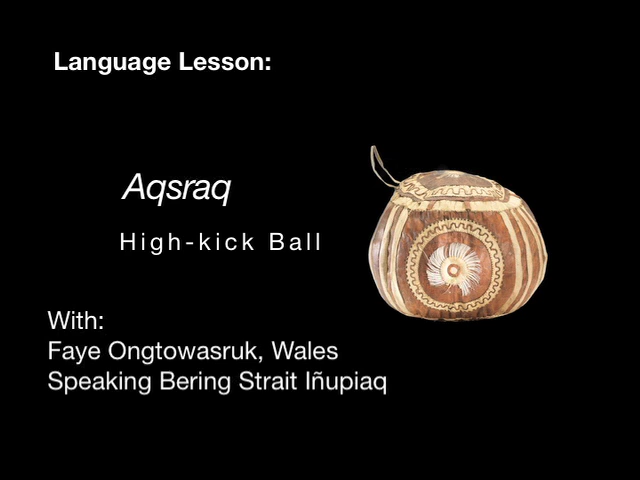 Language Lesson:
Aqsraq
High-kick Ball
With:
Faye Ongtowasruk, Wales
Speaking Bering Strait Iñupiaq